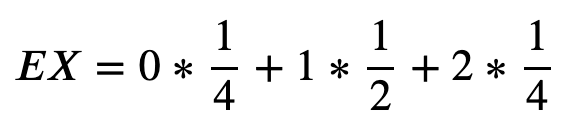 EX = 0 * 1/4 + 1 * 1/2 + 2 * 1/4